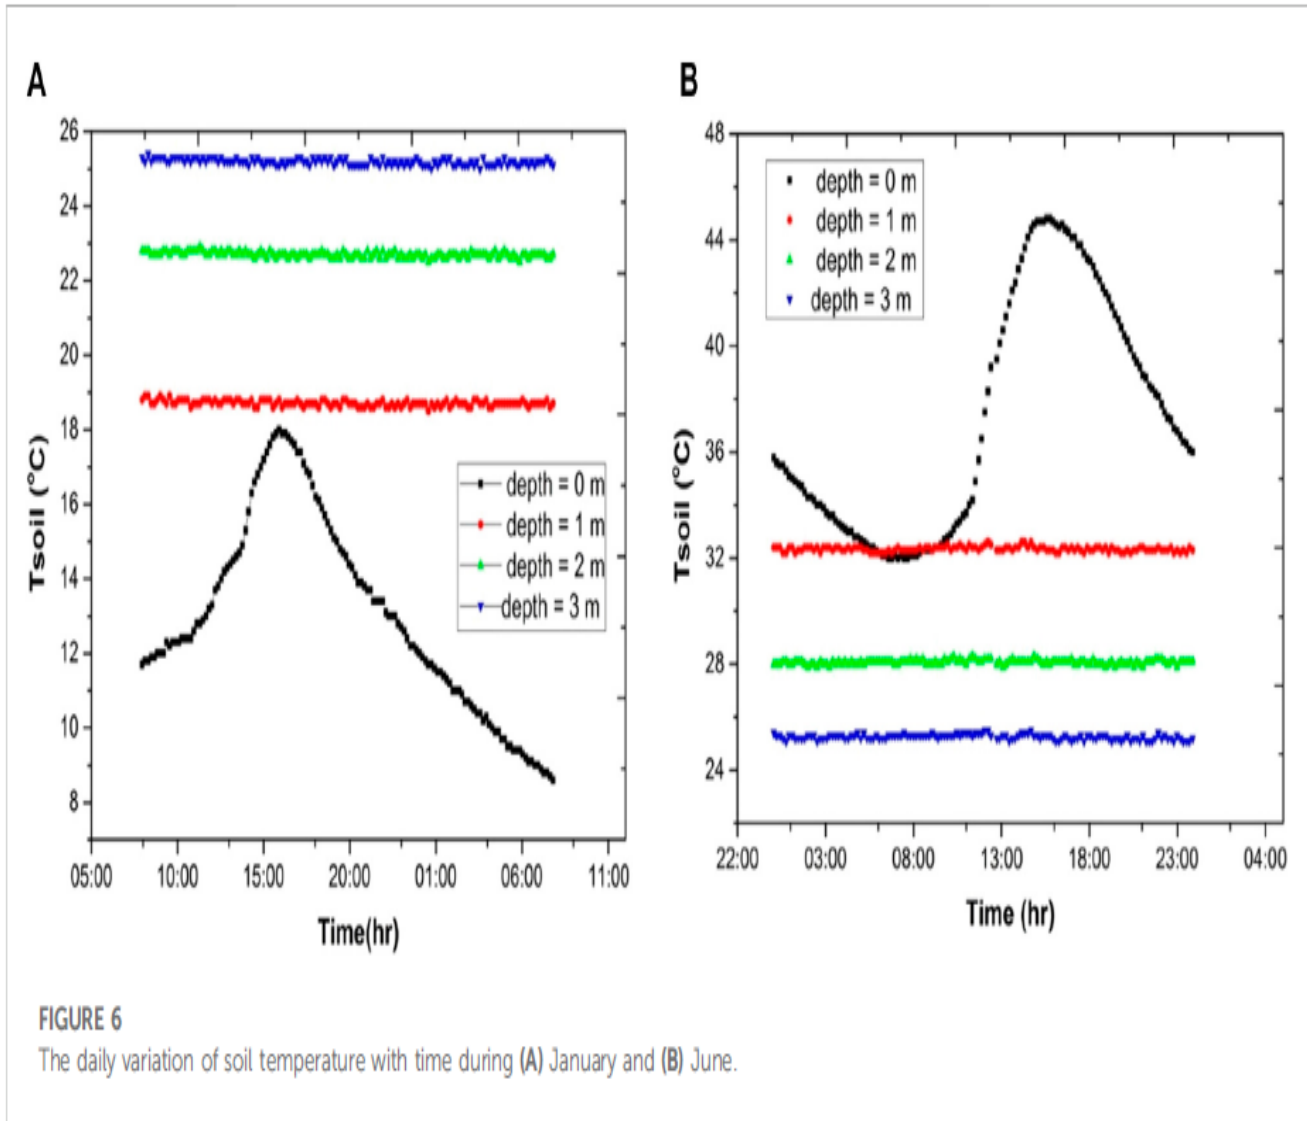 A
26
24
22
20
18
16
14
12
10
8
Tsoil (°C)
depth = 0 m
depth = 1 m
depth = 2 m
depth = 3 m
05:00 10:00 15:00 20:00 01:00 06:00 11:00
Time(hr)
B
48
44
40
36
32
28
24
Tsoil (°C)
depth = 0 m
depth = 1 m
depth = 2 m
depth = 3 m
22:00 03:00 08:00 13:00 18:00 23:00 04:00
Time (hr)
FIGURE 6
The daily variation of soil temperature with time during (A) January and (B) June.